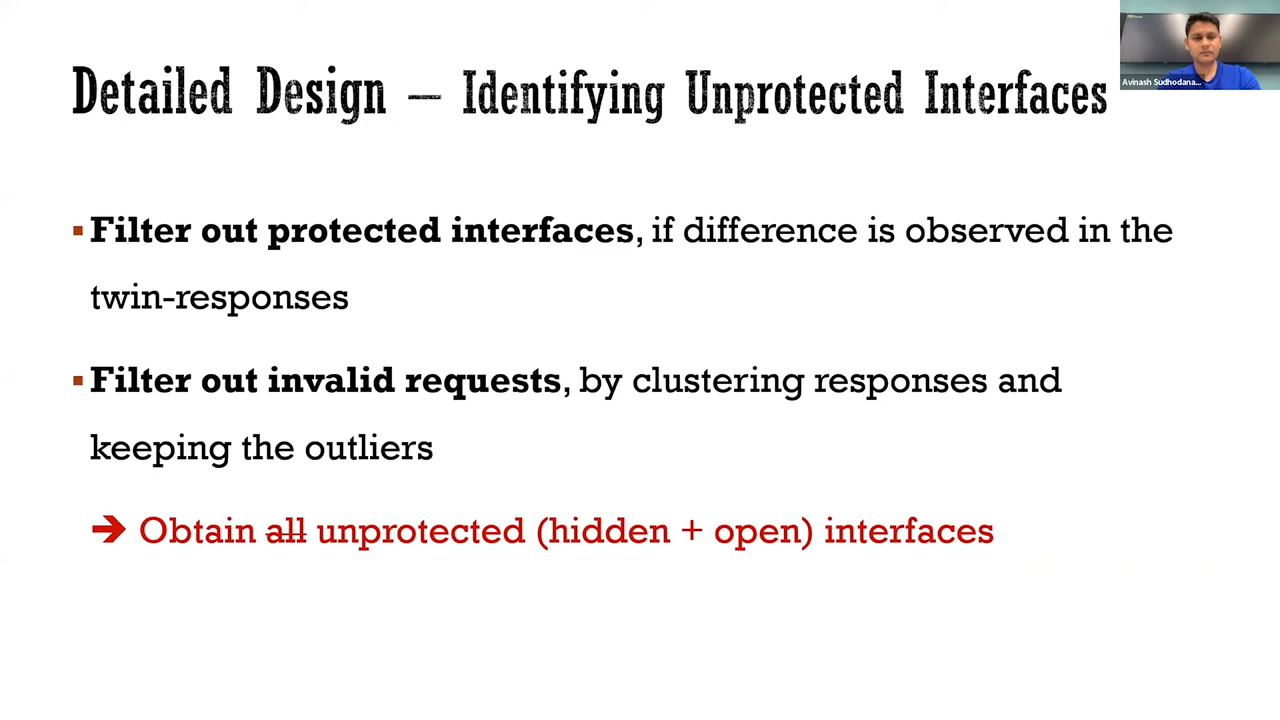 Detailed Design – Identifying Unprotected Interfaces
Avinash Sudhodana...
▪ Filter out protected interfaces, if difference is observed in the
twin-responses
▪ Filter out invalid requests, by clustering responses and
keeping the outliers
➔ Obtain all unprotected (hidden + open) interfaces